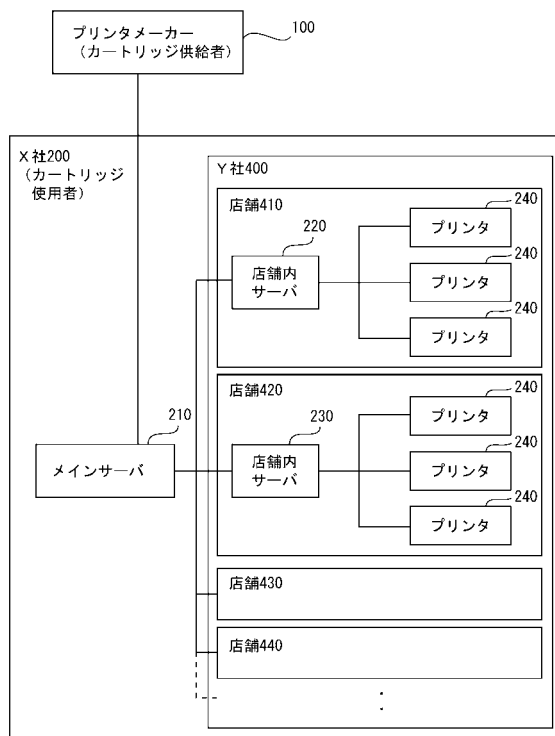 プリンタメーカー
（カートリッジ供給者）
100
X社200
（カートリッジ
使用者）
Y社400
店舗410
220
店舗内
サーバ
240
プリンタ
240
プリンタ
240
プリンタ
210
メインサーバ
店舗420
230
店舗内
サーバ
240
プリンタ
240
プリンタ
240
プリンタ
店舗430
店舗440